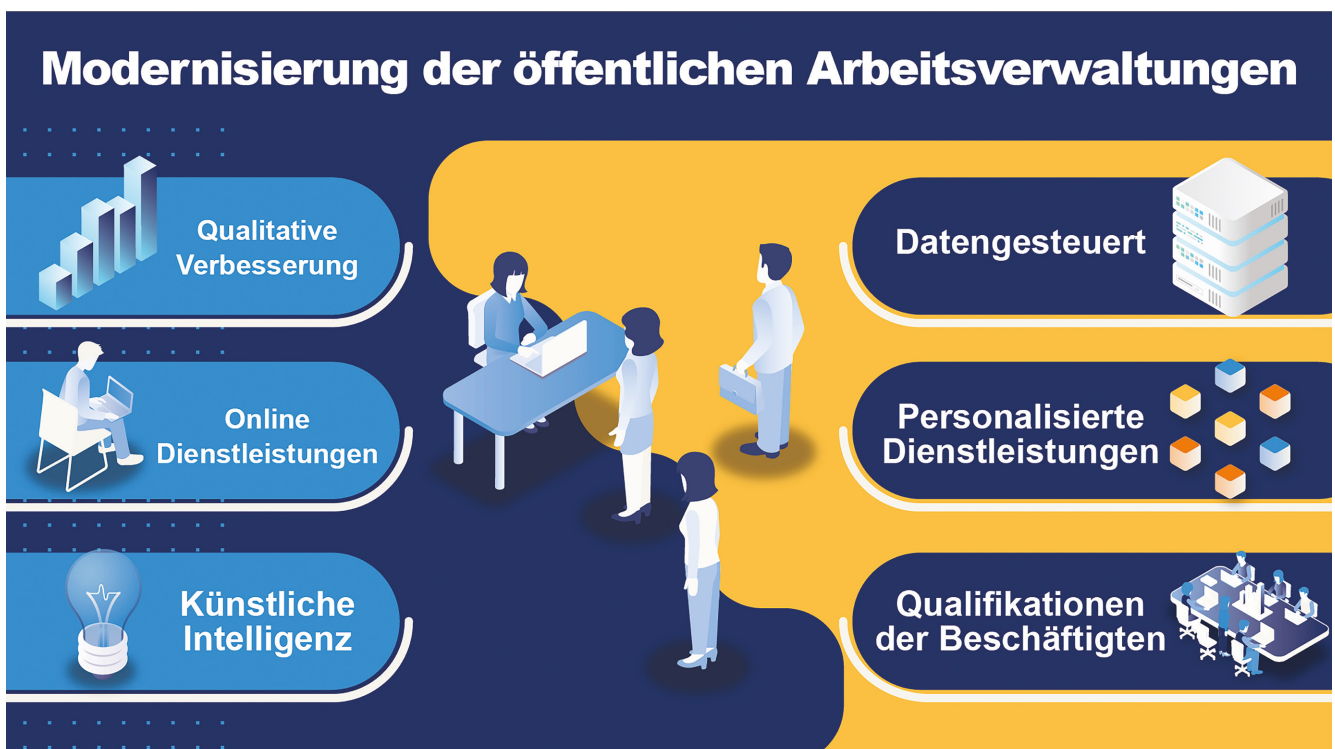 Modernisierung der öffentlichen Arbeitsverwaltungen
Qualitative
Verbesserung
Online
Dienstleistungen
Künstliche
Intelligenz
Datengesteuert
Personalisierte
Dienstleistungen
Qualifikationen
der Beschäftigten